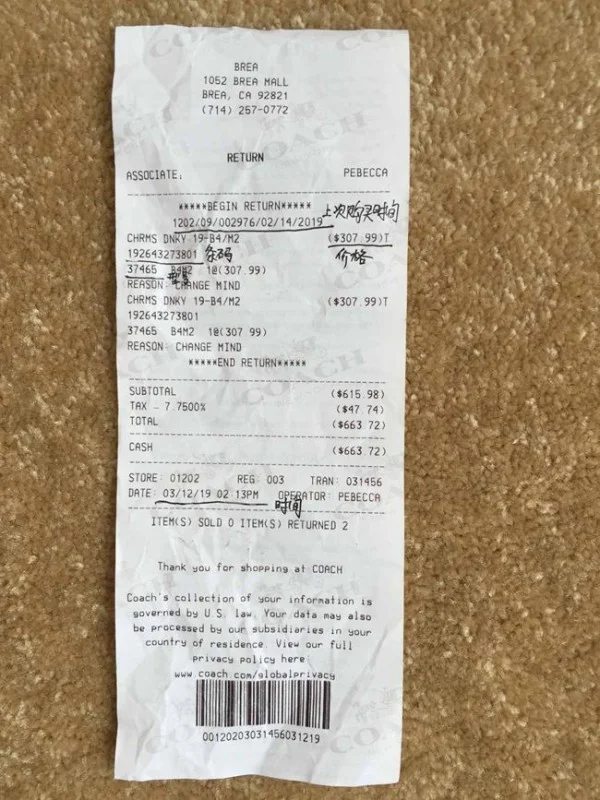 BREA
1052 BREA MALL
BREA, CA 92821
(714) 257-0772
RETURN
ASSOCIATE: PEBECCA
*****BEGIN RETURN*****
1202/09/002976/02/14/2019 上次购买时间
CHRMS DNKY 19-B4/M2 ($307 99)T
192643273801 条码 价格
37465 B4M2 1@(307.99)
REASON CHANGE MIND
CHRMS DNKY 19-B4/M2 ($307.99)T
192643273801
37465 B4M2 1@(307 99)
REASON CHANGE MIND
*****END RETURN*****
SUBTOTAL ($615 98)
TAX - 7 7500% ($47 74)
TOTAL ($663 72)
CASH ($663 72)
STORE: 01202 REG: 003 TRAN: 031456
DATE: 03/12/19 02 13PM OPERATOR: PEBECCA
时间
ITEM(S) SOLD 0 ITEM(S) RETURNED 2
Thank you for shopping at COACH
Coach's collection of your information is
governed by U.S. law. Your data may also
be processed by our subsidiaries in your
country of residence. View our full
privacy policy here
www.coach.com/globalprivacy
00120203031456031219